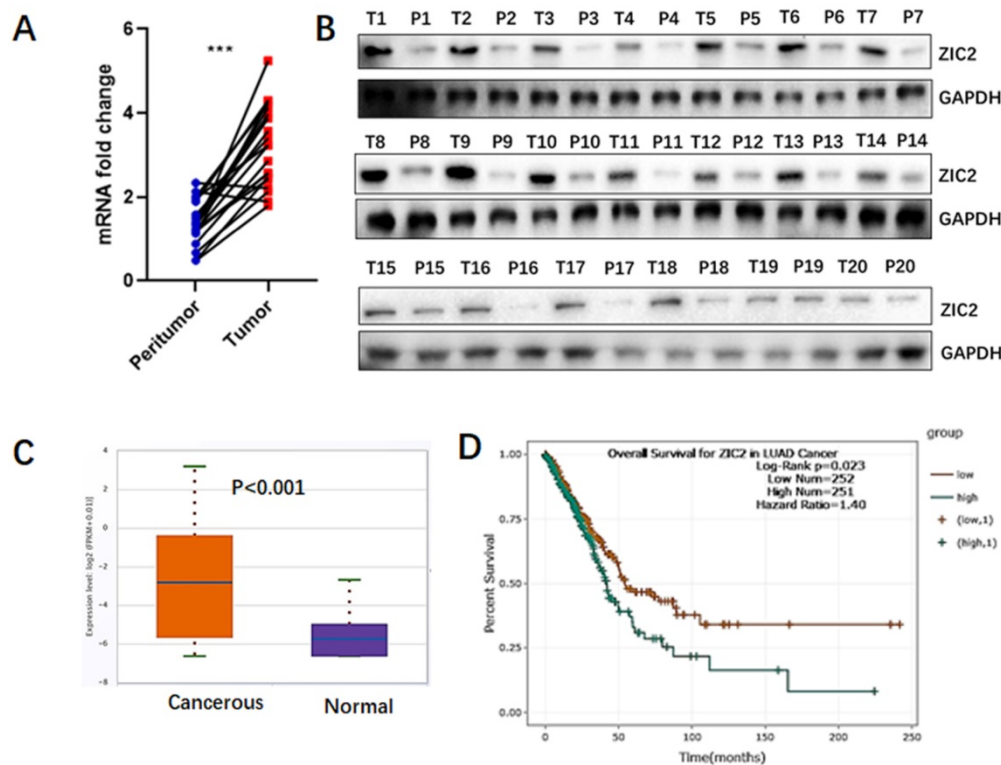 A
***
mRNA fold change
6
4
2
0
Peritumor
Tumor
B
T1 P1 T2 P2 T3 P3 T4 P4 T5 P5 T6 P6 T7 P7
ZIC2
GAPDH
T8 P8 T9 P9 T10 P10 T11 P11 T12 P12 T13 P13 T14 P14
ZIC2
GAPDH
T15 P15 T16 P16 T17 P17 T18 P18 T19 P19 T20 P20
ZIC2
GAPDH
C
P<0.001
Expression level: log2 (FPKM+0.01)]
4
2
0
-2
-4
-6
-8
Cancerous
Normal
D
Overall Survival for ZIC2 in LUAD Cancer
Log-Rank p=0.023
Low Num=252
High Num=251
Hazard Ratio=1.40
Percent Survival
1.00
0.75
0.50
0.25
0.00
0
50
100
150
200
250
Time(months)
group
low
high
(low,1)
(high,1)